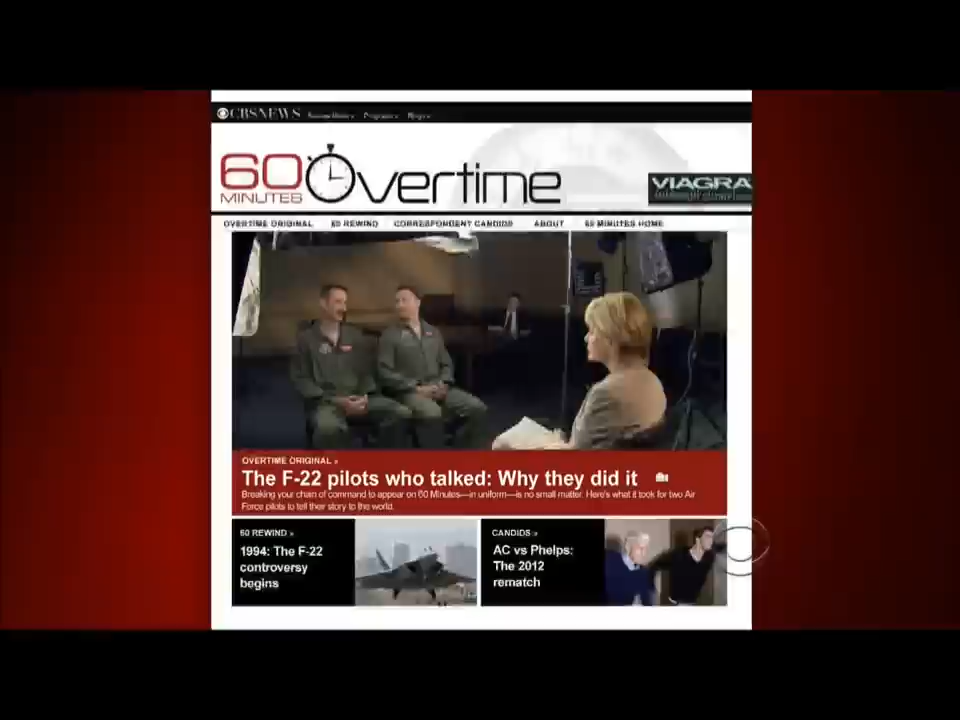 CBSNEWS
60 MINUTES Overtime
VIAGRA
OVERTIME ORIGINAL 60 REWIND CORRESPONDENT CANDIDS ABOUT 60 MINUTES HOME
OVERTIME ORIGINAL »
The F-22 pilots who talked: Why they did it
Breaking your chain of command to appear on 60 Minutes—in uniform—is no small matter. Here's what it took for two Air
Force pilots to tell their story to the world.
60 REWIND »
1994: The F-22
controversy
begins
CANDIDS »
AC vs Phelps:
The 2012
rematch